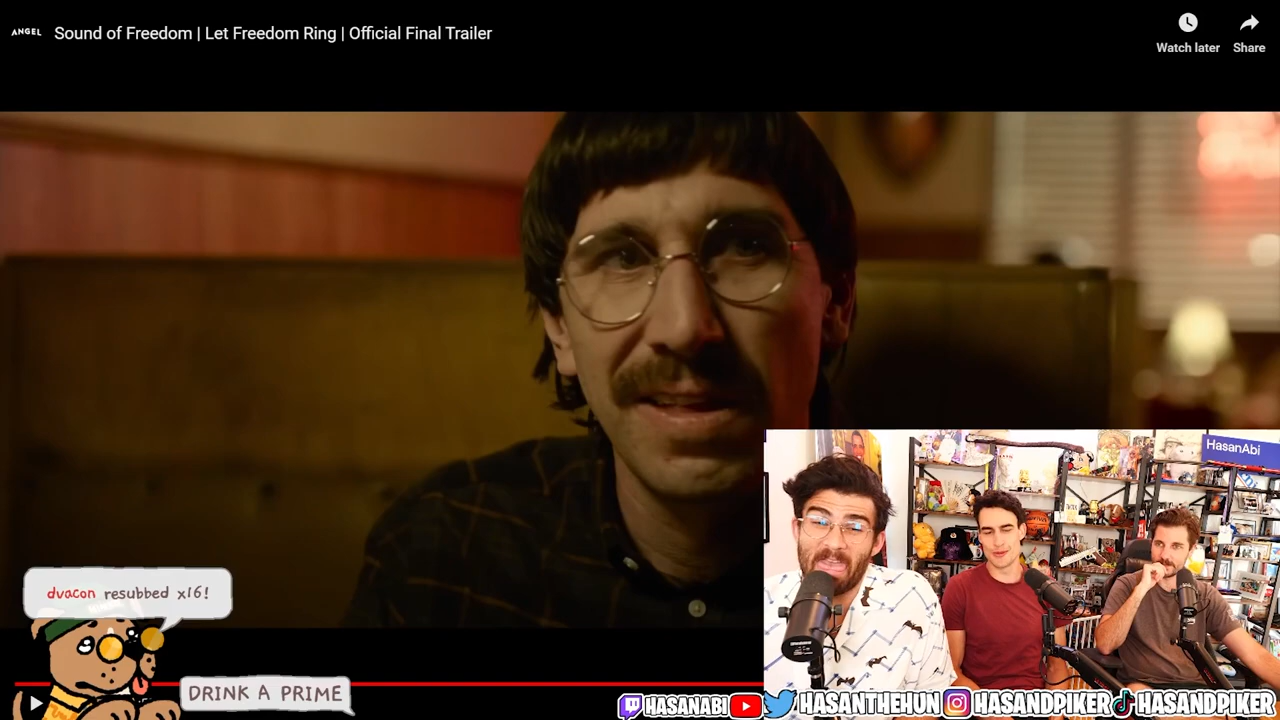 ANGEL
Sound of Freedom | Let Freedom Ring | Official Final Trailer
Watch later
Share
HasanAbi
dvacon resubbed x16!
DRINK A PRIME
HASANABI
HASANTHEHUN
HASANDPIKER
HASANDPIKER